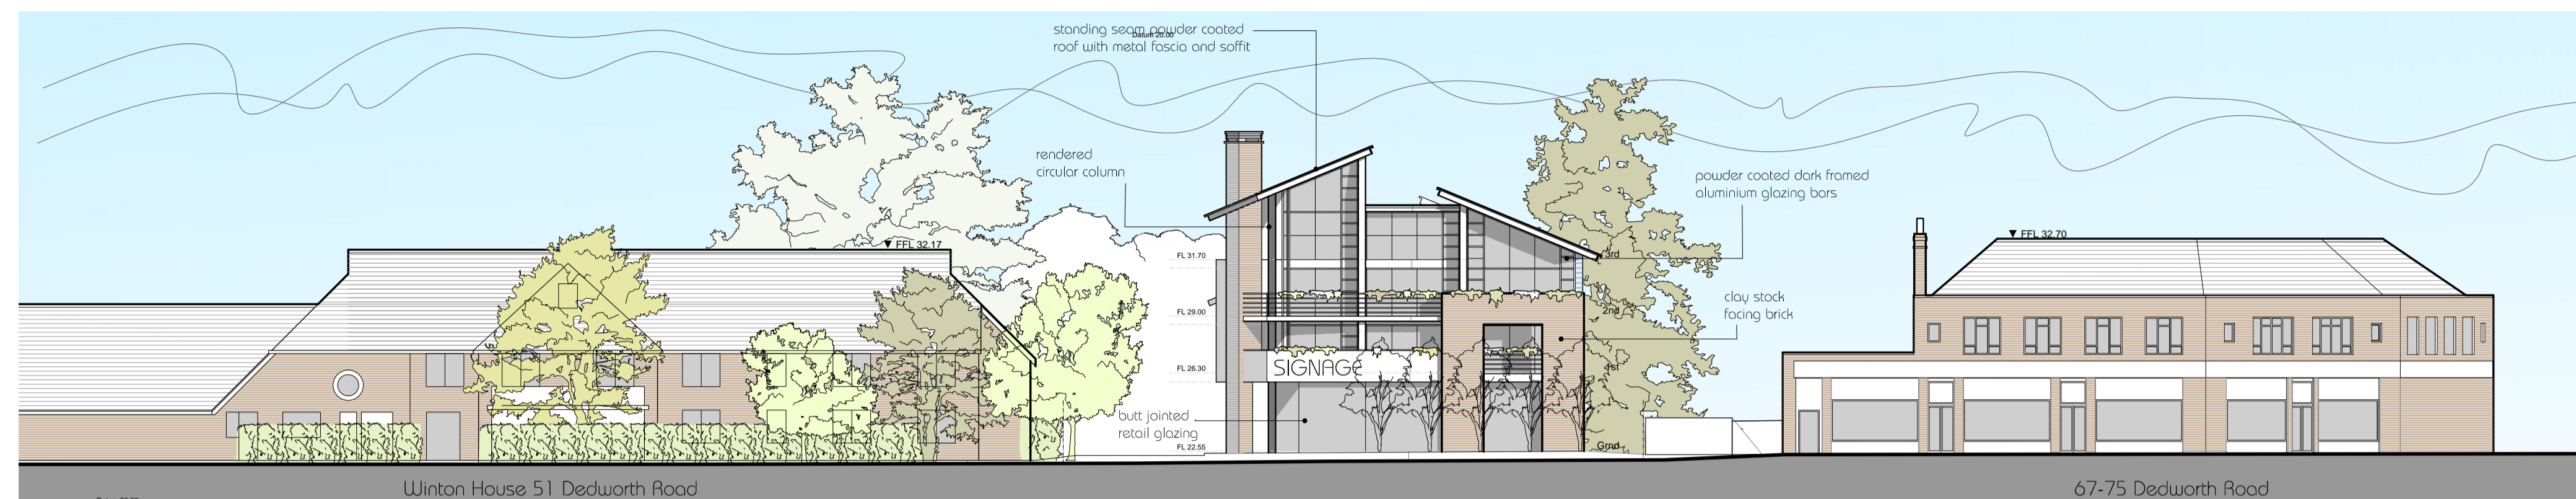 standing seam powder coated
roof with metal fascia and soffit
Datum 20.00
rendered
circular column
powder coated dark framed
aluminium glazing bars
FFL 32.17
FFL 32.70
FL 31.70
3rd
clay stock
facing brick
FL 29.00
2nd
SIGNAGE
FL 26.30
1st
butt jointed
retail glazing
FL 22.55
Grnd
Winton House 51 Dedworth Road
67-75 Dedworth Road